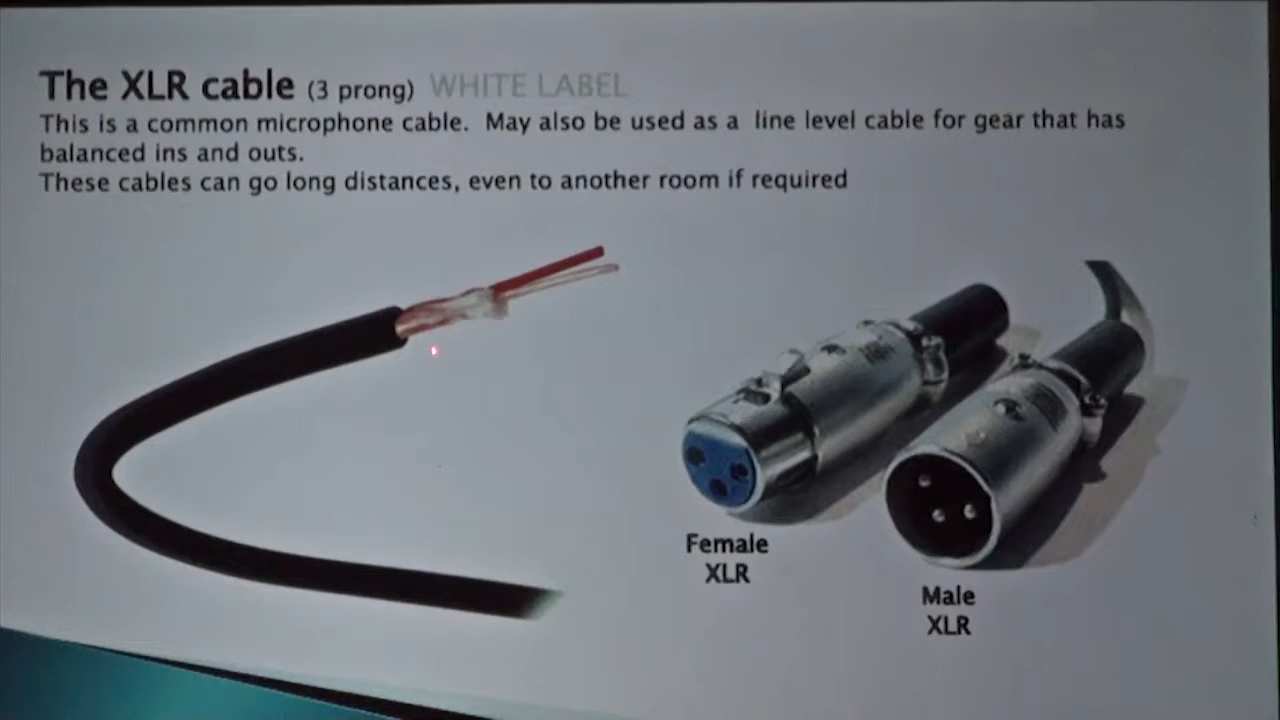 The XLR cable (3 prong) WHITE LABEL
This is a common microphone cable. May also be used as a line level cable for gear that has
balanced ins and outs.
These cables can go long distances, even to another room if required
Female
XLR
Male
XLR